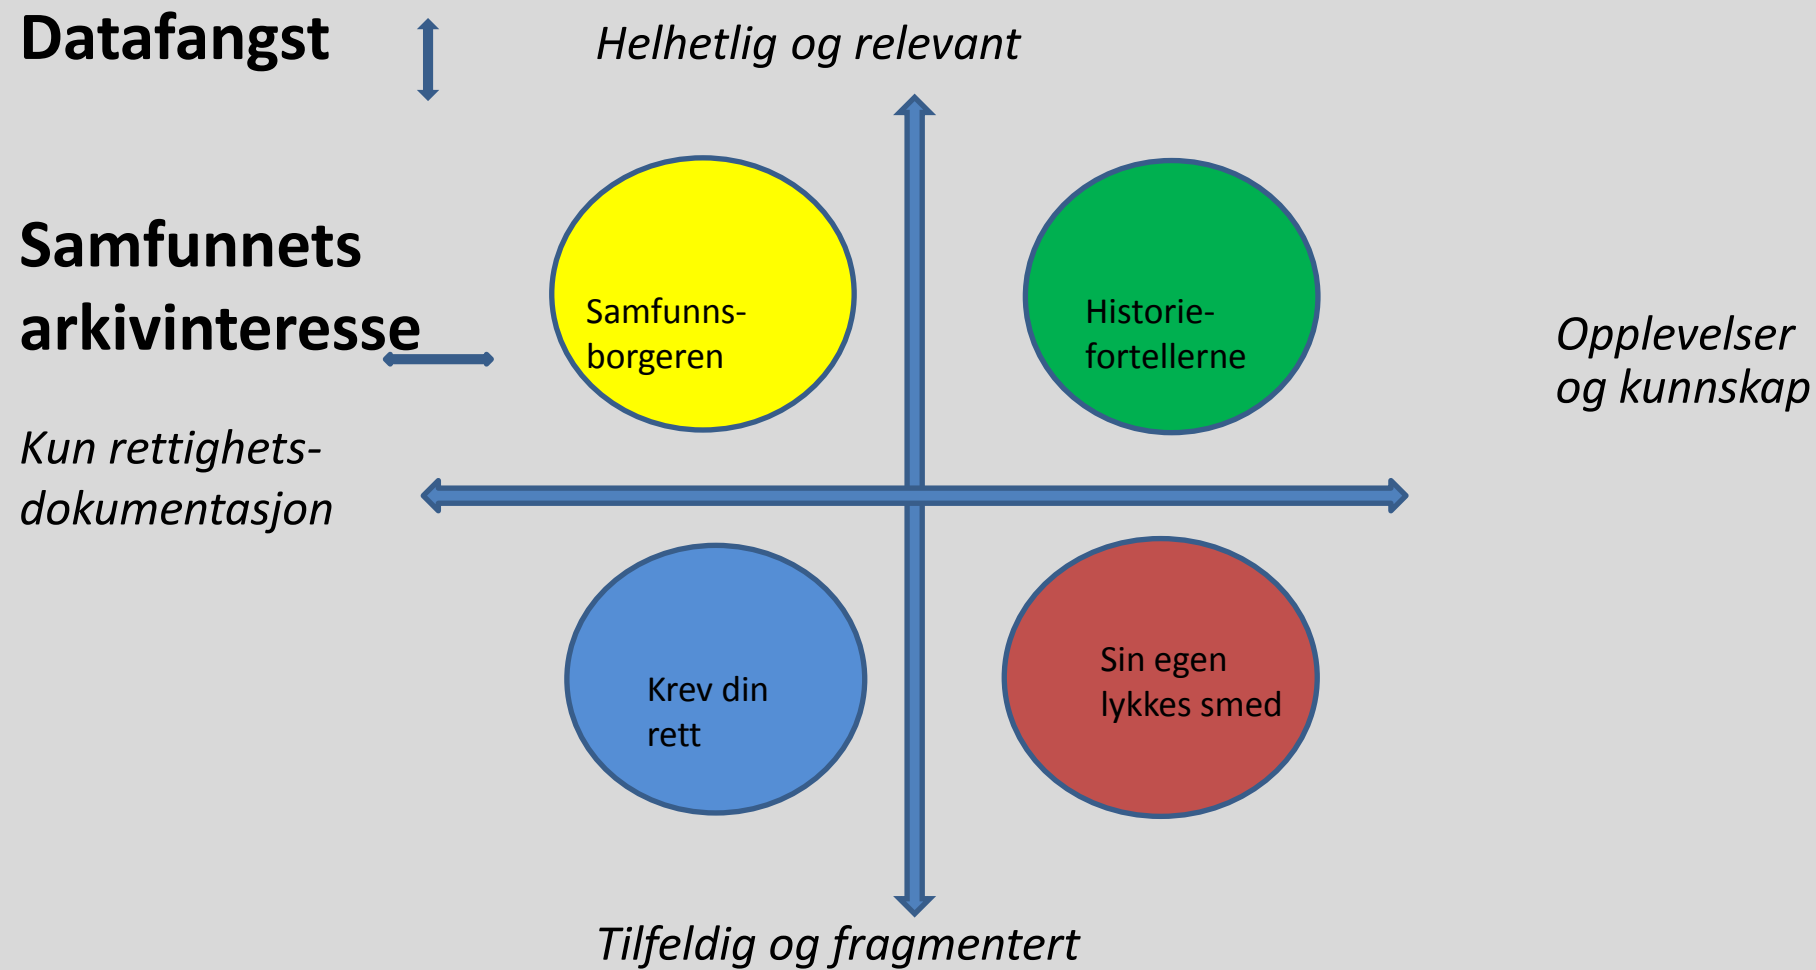 Datafangst
Helhetlig og relevant
Samfunnets
arkivinteresse
Samfunns-
borgeren
Historie-
fortellerne
Opplevelser
og kunnskap
Kun rettighets-
dokumentasjon
Krev din
rett
Sin egen
lykkes smed
Tilfeldig og fragmentert